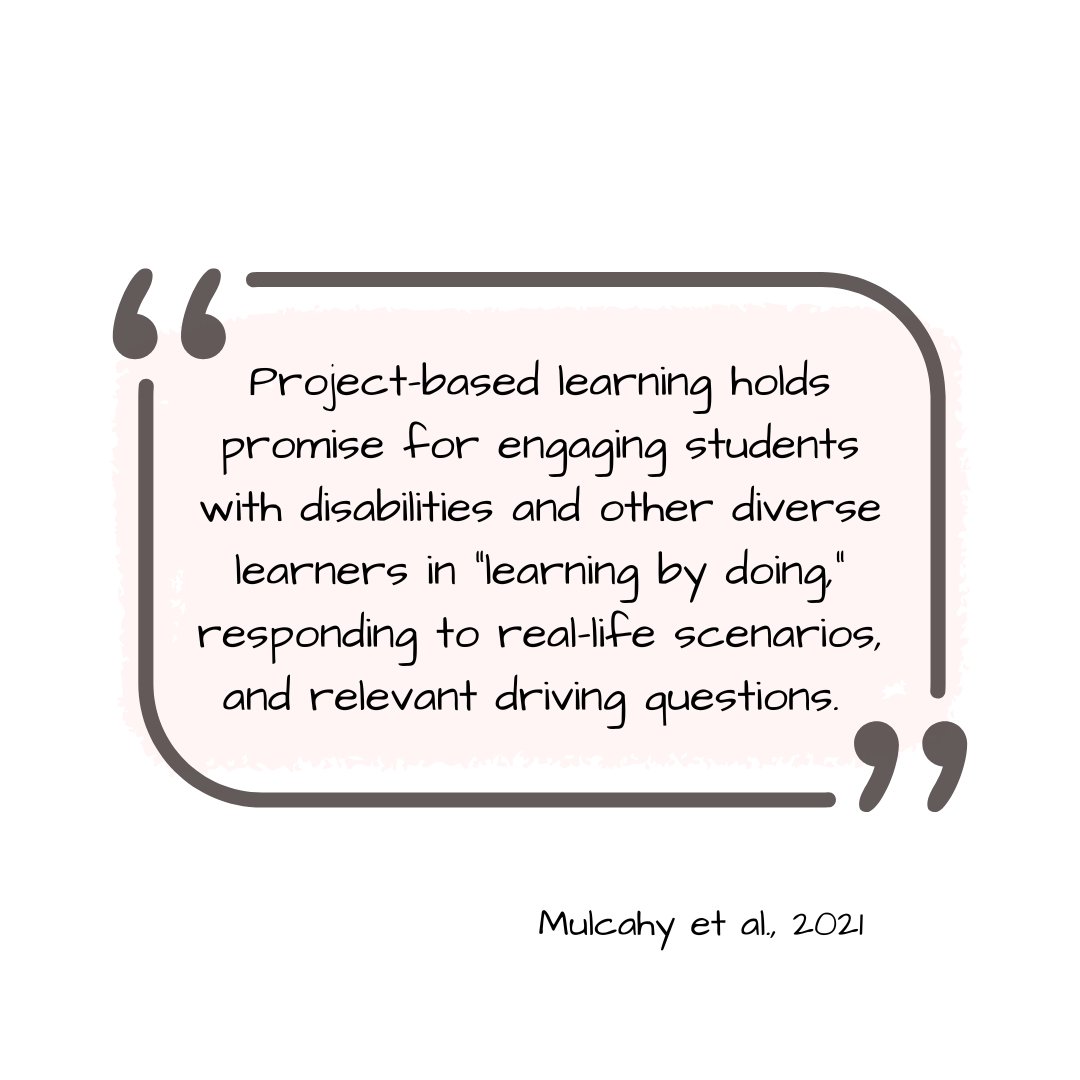 Project-based learning holds
promise for engaging students
with disabilities and other diverse
learners in "learning by doing,"
responding to real-life scenarios,
and relevant driving questions.
Mulcahy et al., 2021